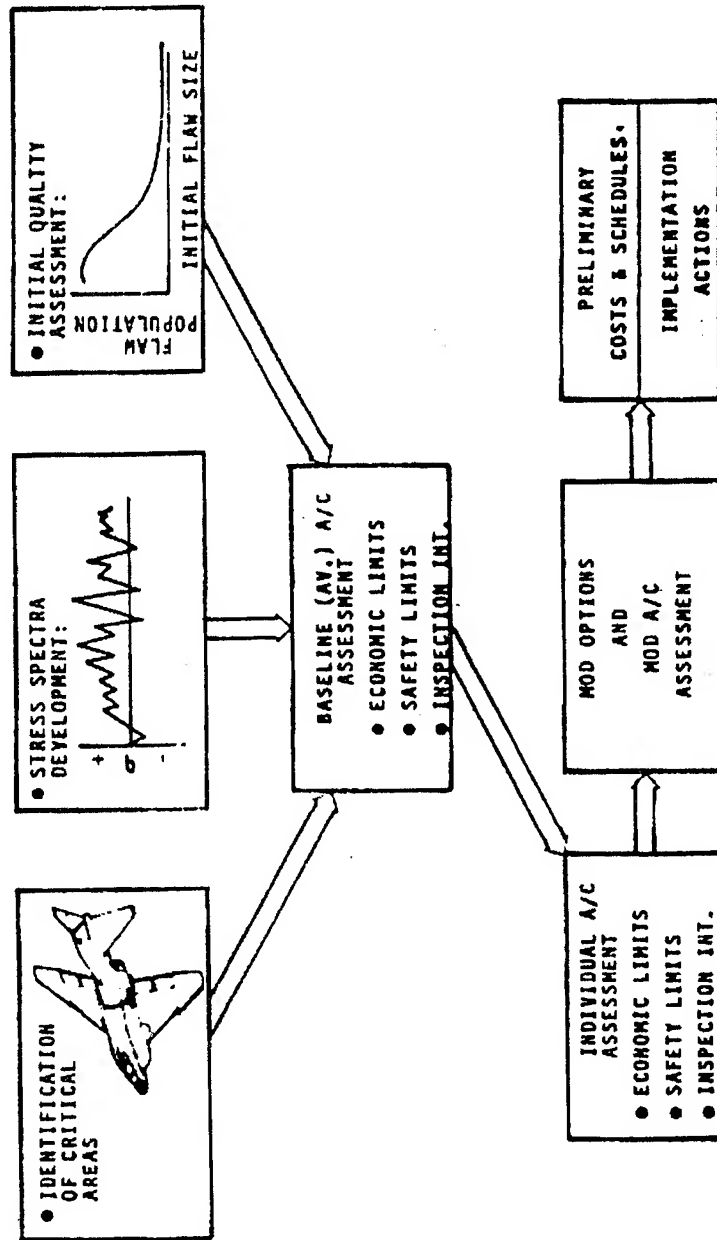 ● IDENTIFICATION
OF CRITICAL
AREAS
● STRESS SPECTRA
DEVELOPMENT:
+
σ
-
● INITIAL QUALITY
ASSESSMENT:
FLAW
POPULATION
INITIAL FLAW SIZE
BASELINE (AV.) A/C
ASSESSMENT
● ECONOMIC LIMITS
● SAFETY LIMITS
● INSPECTION INT.
INDIVIDUAL A/C
ASSESSMENT
● ECONOMIC LIMITS
● SAFETY LIMITS
● INSPECTION INT.
MOD OPTIONS
AND
MOD A/C
ASSESSMENT
PRELIMINARY
COSTS & SCHEDULES.
IMPLEMENTATION
ACTIONS